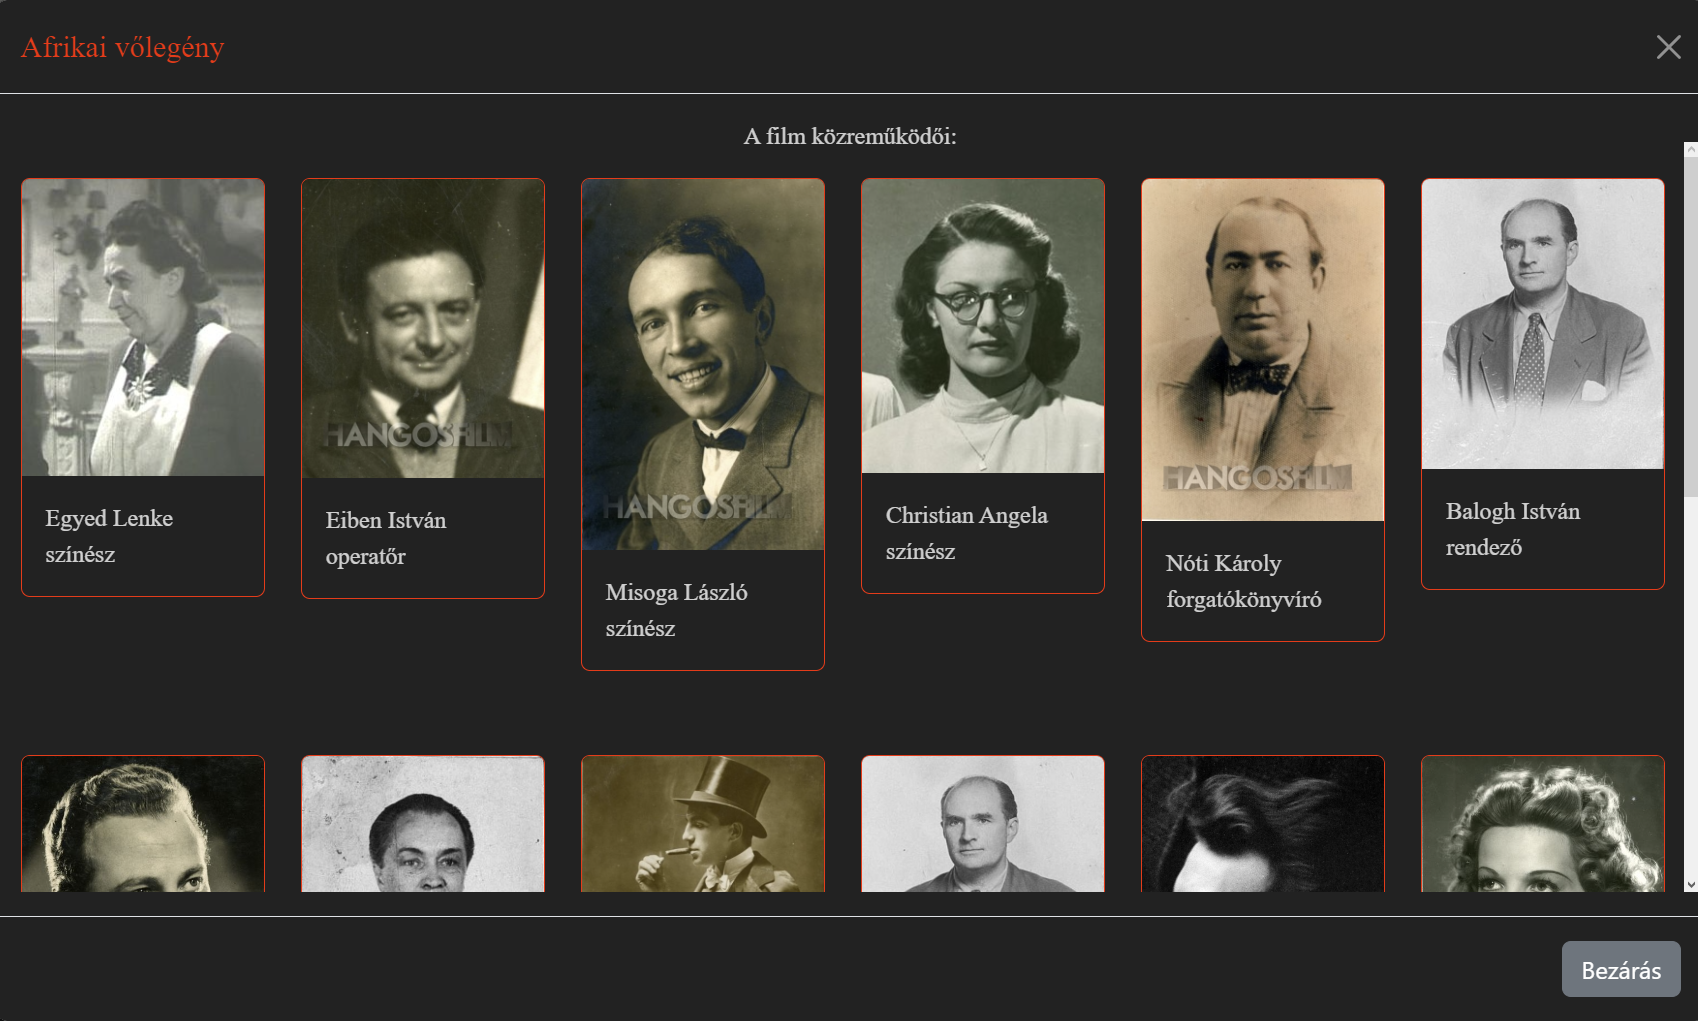 Afrikai vőlegény
A film közreműködői:
Egyed Lenke
színész
HANGOSFILM
Eiben István
operatőr
HANGOSFILM
Misoga László
színész
Christian Angela
színész
HANGOSFILM
Nóti Károly
forgatókönyvíró
Balogh István
rendező
Bezárás